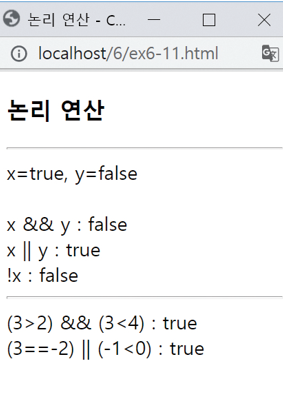 논리 연산 - C...
localhost/6/ex6-11.html
논리 연산
x=true, y=false
x && y : false
x || y : true
!x : false
(3>2) && (3<4) : true
(3==-2) || (-1<0) : true